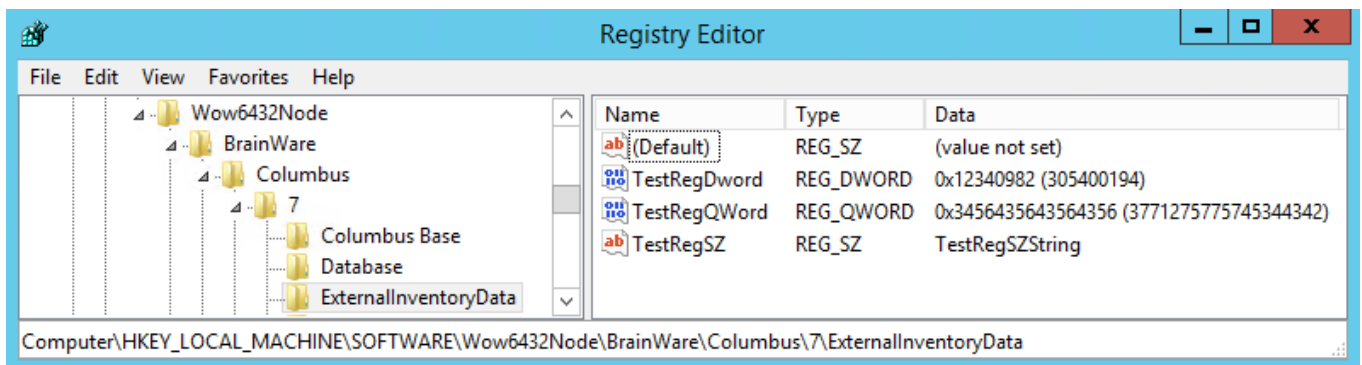 Registry Editor
File Edit View Favorites Help
Wow6432Node
BrainWare
Columbus
7
Columbus Base
Database
ExternalInventoryData
Name Type Data
(Default) REG_SZ (value not set)
TestRegDword REG_DWORD 0x12340982 (305400194)
TestRegQWord REG_QWORD 0x3456435643564356 (3771275775745344342)
TestRegSZ REG_SZ TestRegSZString
Computer\HKEY_LOCAL_MACHINE\SOFTWARE\Wow6432Node\BrainWare\Columbus\7\ExternalInventoryData